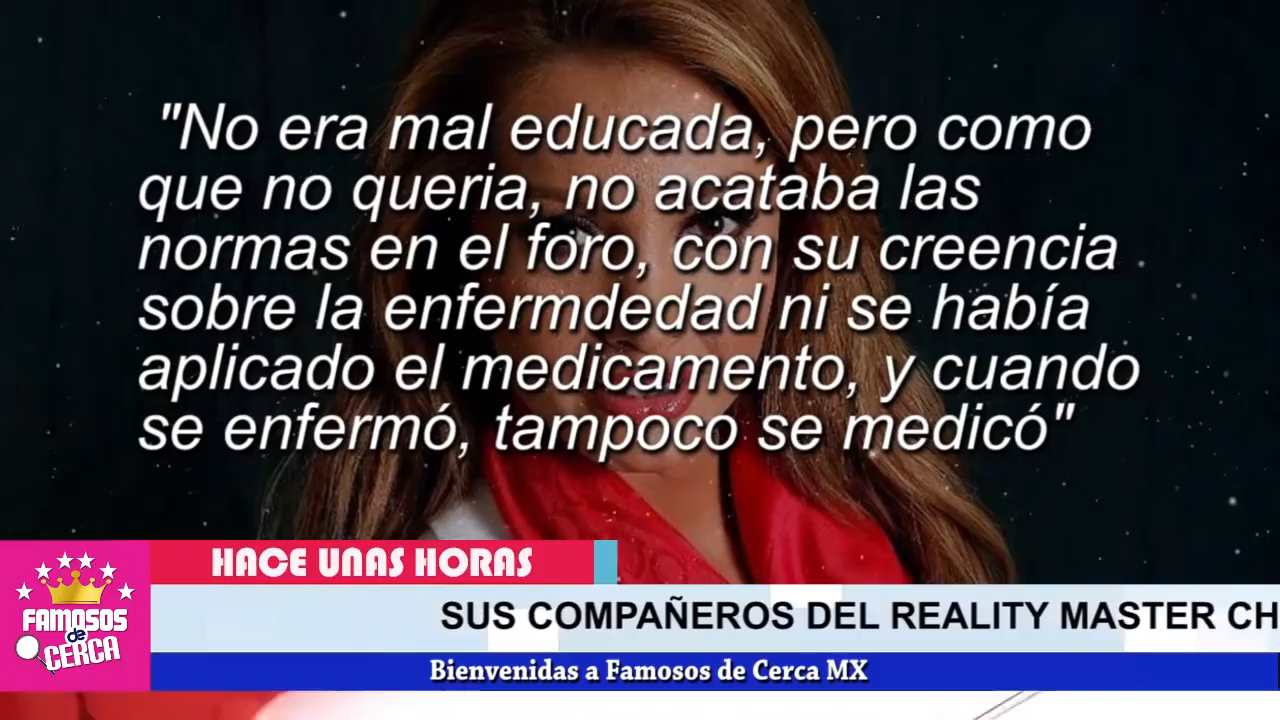 "No era mal educada, pero como
que no queria, no acataba las
normas en el foro, con su creencia
sobre la enfermdedad ni se había
aplicado el medicamento, y cuando
se enfermó, tampoco se medicó"
HACE UNAS HORAS
FAMOSOS
de
CERCA
SUS COMPAÑEROS DEL REALITY MASTER CH
Bienvenidas a Famosos de Cerca MX